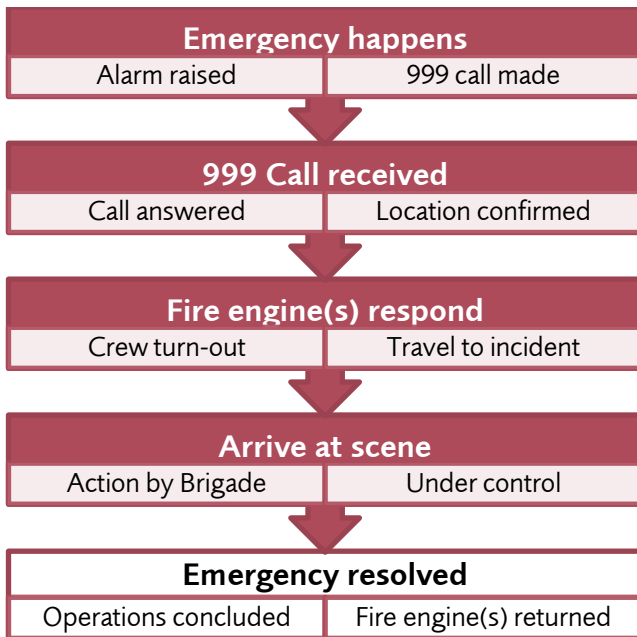 Emergency happens
Alarm raised 999 call made
999 Call received
Call answered Location confirmed
Fire engine(s) respond
Crew turn-out Travel to incident
Arrive at scene
Action by Brigade Under control
Emergency resolved
Operations concluded Fire engine(s) returned